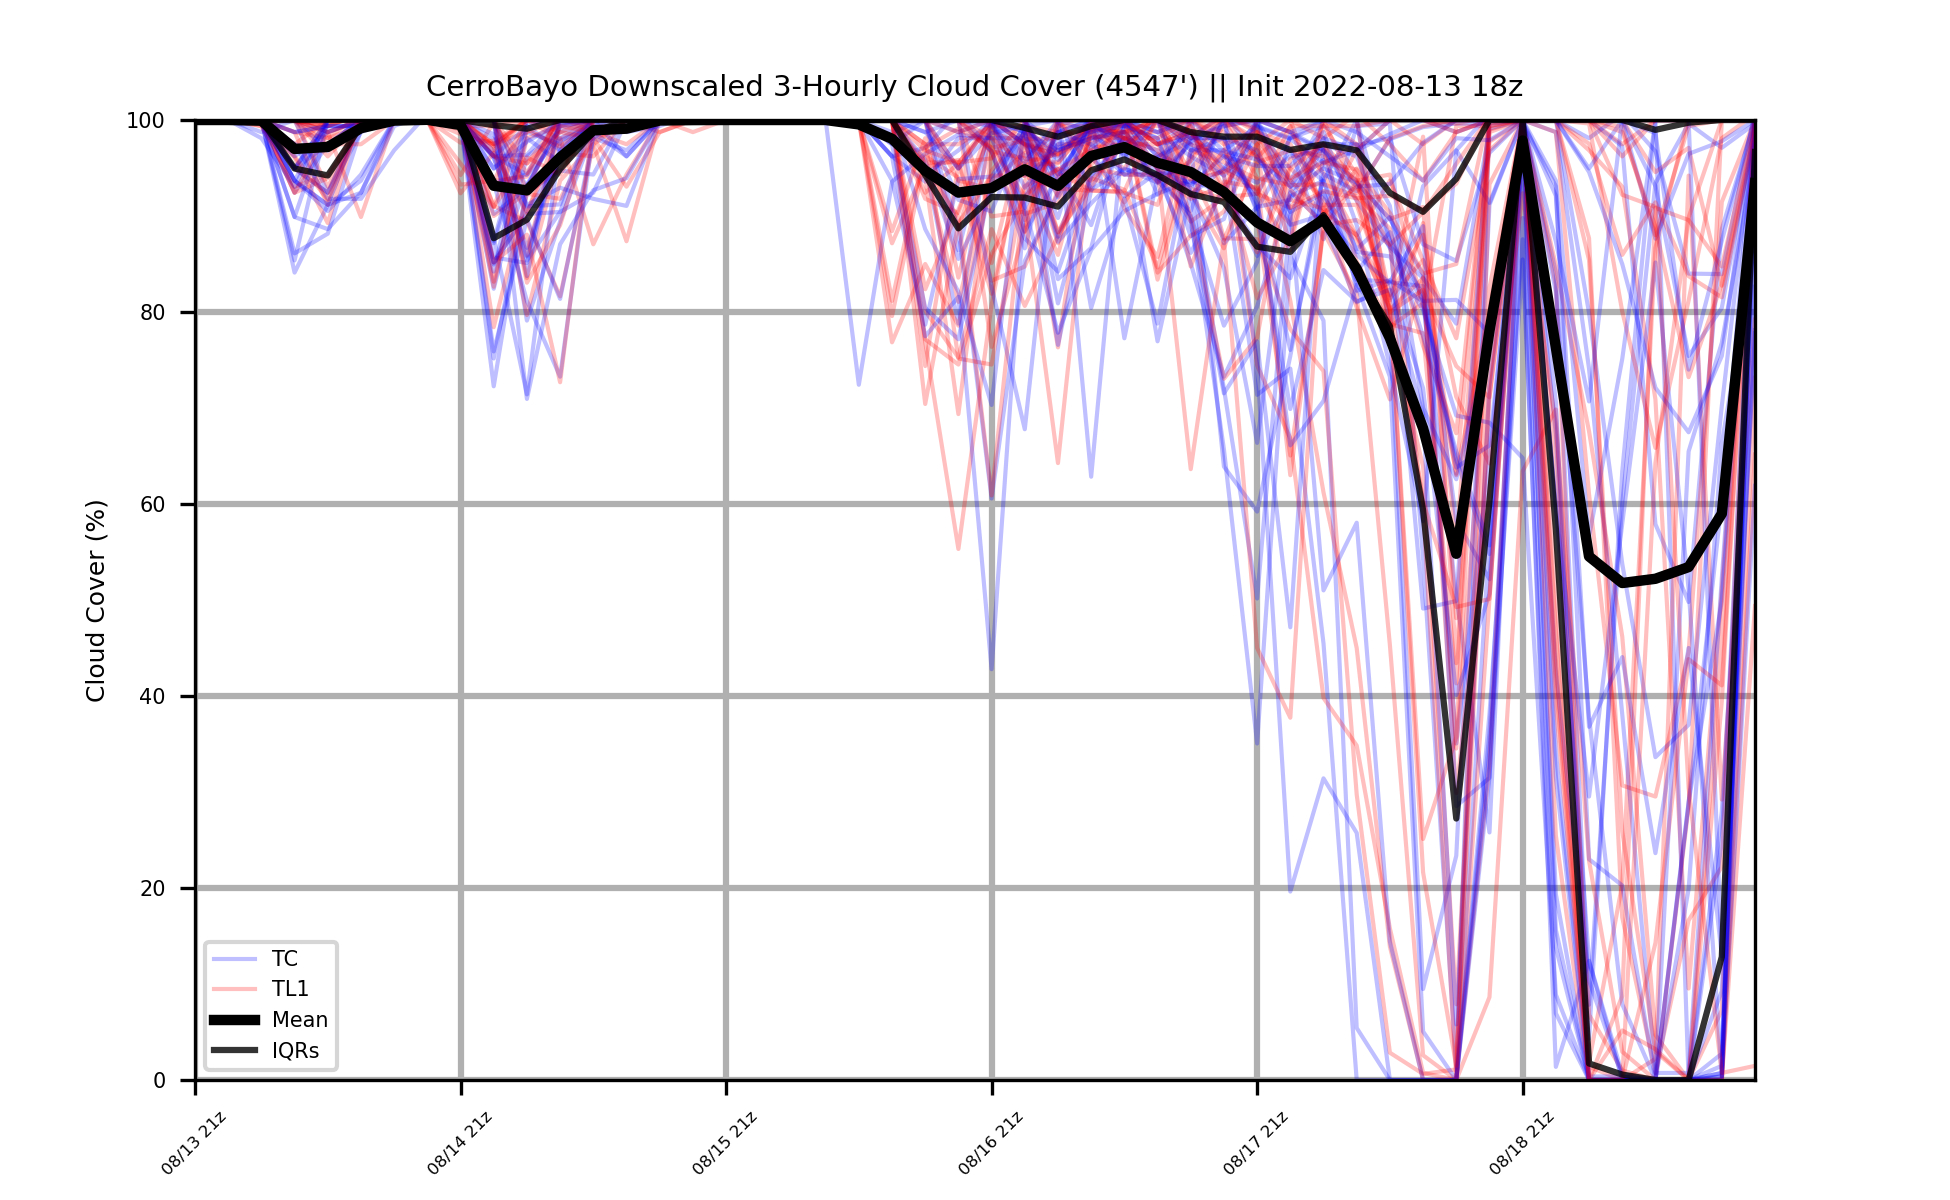 CerroBayo Downscaled 3-Hourly Cloud Cover (4547') || Init 2022-08-13 18z
Cloud Cover (%)
100
80
60
40
20
0
TC
TL1
Mean
IQRs
08/13 21z
08/14 21z
08/15 21z
08/16 21z
08/17 21z
08/18 21z